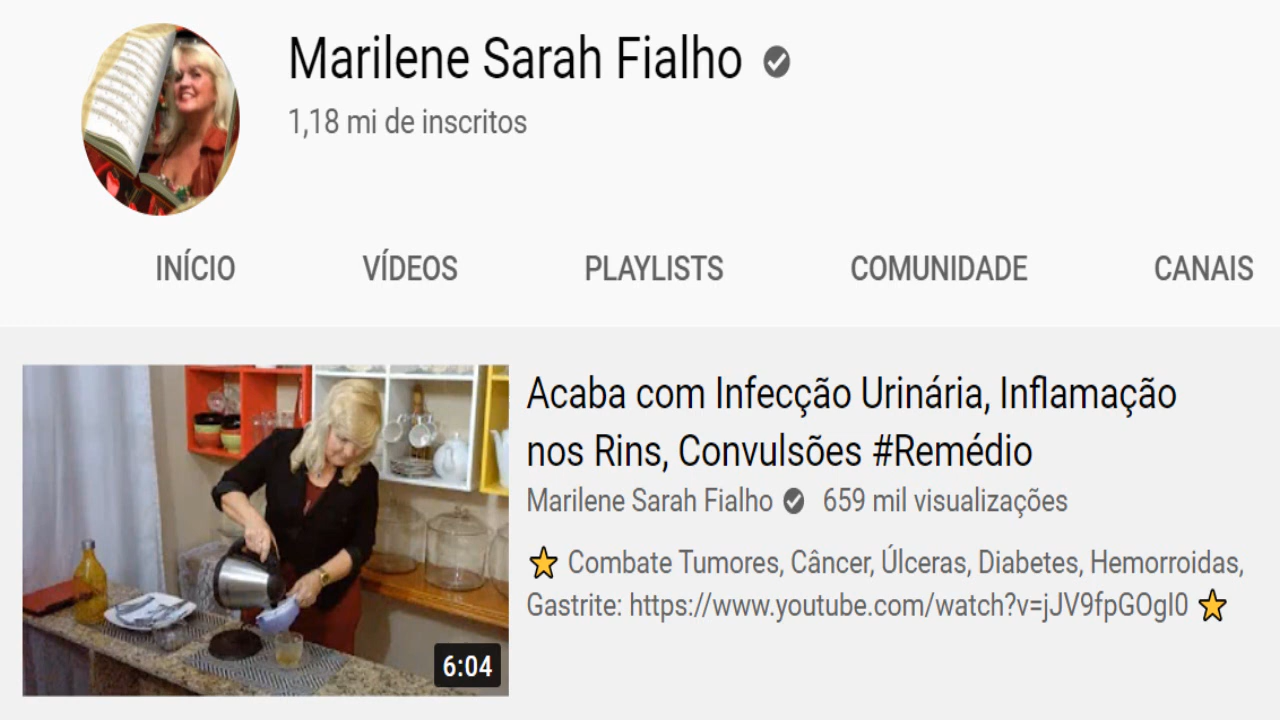 Marilene Sarah Fialho
1,18 mi de inscritos
INÍCIO VÍDEOS PLAYLISTS COMUNIDADE CANAIS
Acaba com Infecção Urinária, Inflamação
nos Rins, Convulsões #Remédio
Marilene Sarah Fialho 659 mil visualizações
⭐ Combate Tumores, Câncer, Úlceras, Diabetes, Hemorroidas,
Gastrite: https://www.youtube.com/watch?v=jJV9fpGOgl0 ⭐
6:04